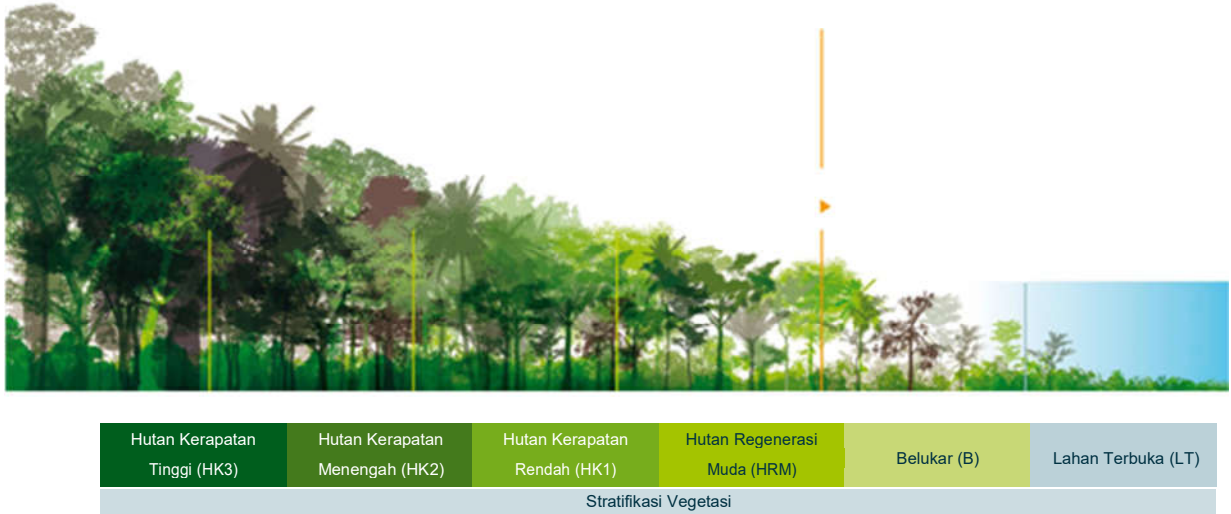 Hutan Kerapatan
Tinggi (HK3)
Hutan Kerapatan
Menengah (HK2)
Hutan Kerapatan
Rendah (HK1)
Hutan Regenerasi
Muda (HRM)
Belukar (B)
Lahan Terbuka (LT)
Stratifikasi Vegetasi